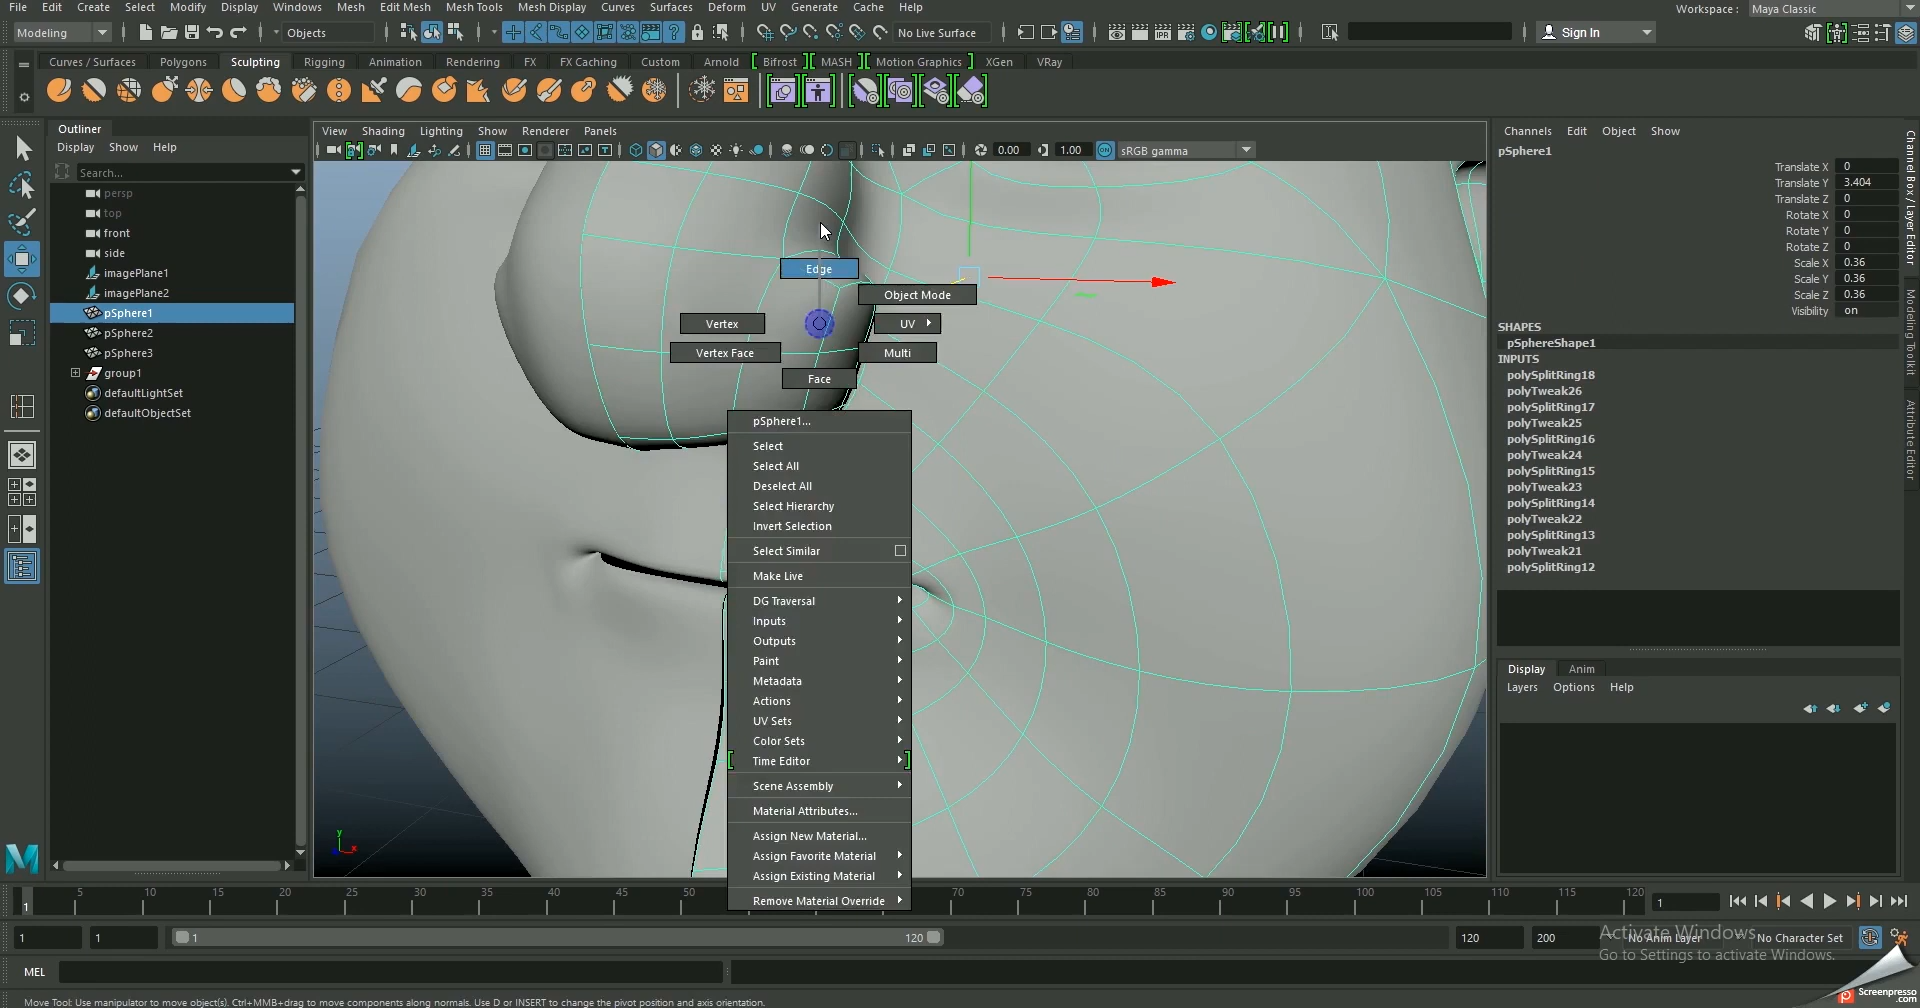 File Edit Create Select Modify Display Windows Mesh Edit Mesh Mesh Tools Mesh Display Curves Surfaces Deform UV Generate Cache Help Workspace : Maya Classic
Modeling Objects No Live Surface Sign In
Curves / Surfaces Polygons Sculpting Rigging Animation Rendering FX FX Caching Custom Arnold Bifrost MASH Motion Graphics XGen VRay
Outliner
Display Show Help
Search...
persp
top
front
side
imagePlane1
imagePlane2
pSphere1
pSphere2
pSphere3
group1
defaultLightSet
defaultObjectSet
View Shading Lighting Show Renderer Panels
0.00 1.00 ON sRGB gamma
Edge
Object Mode
Vertex UV
Vertex Face Multi
Face
pSphere1...
Select
Select All
Deselect All
Select Hierarchy
Invert Selection
Select Similar
Make Live
DG Traversal
Inputs
Outputs
Paint
Metadata
Actions
UV Sets
Color Sets
Time Editor
Scene Assembly
Material Attributes...
Assign New Material...
Assign Favorite Material
Assign Existing Material
Remove Material Override
y
x
Channels Edit Object Show
pSphere1
Translate X 0
Translate Y 3.404
Translate Z 0
Rotate X 0
Rotate Y 0
Rotate Z 0
Scale X 0.36
Scale Y 0.36
Scale Z 0.36
Visibility on
SHAPES
pSphereShape1
INPUTS
polySplitRing18
polyTweak26
polySplitRing17
polyTweak25
polySplitRing16
polyTweak24
polySplitRing15
polyTweak23
polySplitRing14
polyTweak22
polySplitRing13
polyTweak21
polySplitRing12
Display Anim
Layers Options Help
Channel Box / Layer Editor
Modeling Toolkit
Attribute Editor
5 10 15 20 25 30 35 40 45 50 70 75 80 85 90 95 100 105 110 115 120
1 1
1 1 1 120 120 200 No Anim Layer No Character Set
Activate Windows
Go to Settings to activate Windows.
MEL
Move Tool: Use manipulator to move object(s). Ctrl+MMB+drag to move components along normals. Use D or INSERT to change the pivot position and axis orientation.
Screenpresso
.com